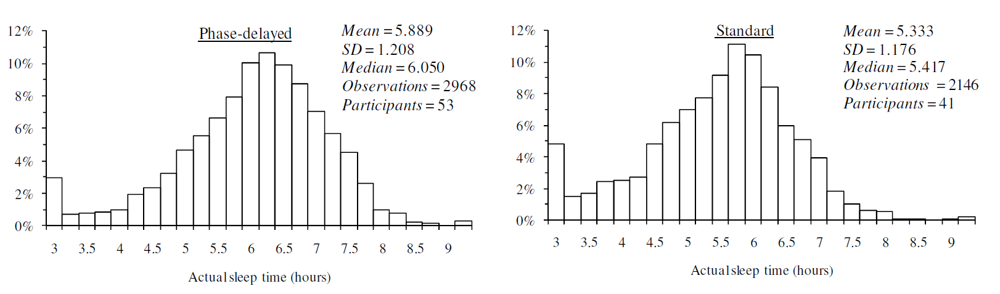 Phase-delayed
Mean = 5.889
SD = 1.208
Median = 6.050
Observations = 2968
Participants = 53
12%
10%
8%
6%
4%
2%
0%
3 3.5 4 4.5 5 5.5 6 6.5 7 7.5 8 8.5 9
Actual sleep time (hours)
Standard
Mean = 5.333
SD = 1.176
Median = 5.417
Observations = 2146
Participants = 41
12%
10%
8%
6%
4%
2%
0%
3 3.5 4 4.5 5 5.5 6 6.5 7 7.5 8 8.5 9
Actual sleep time (hours)